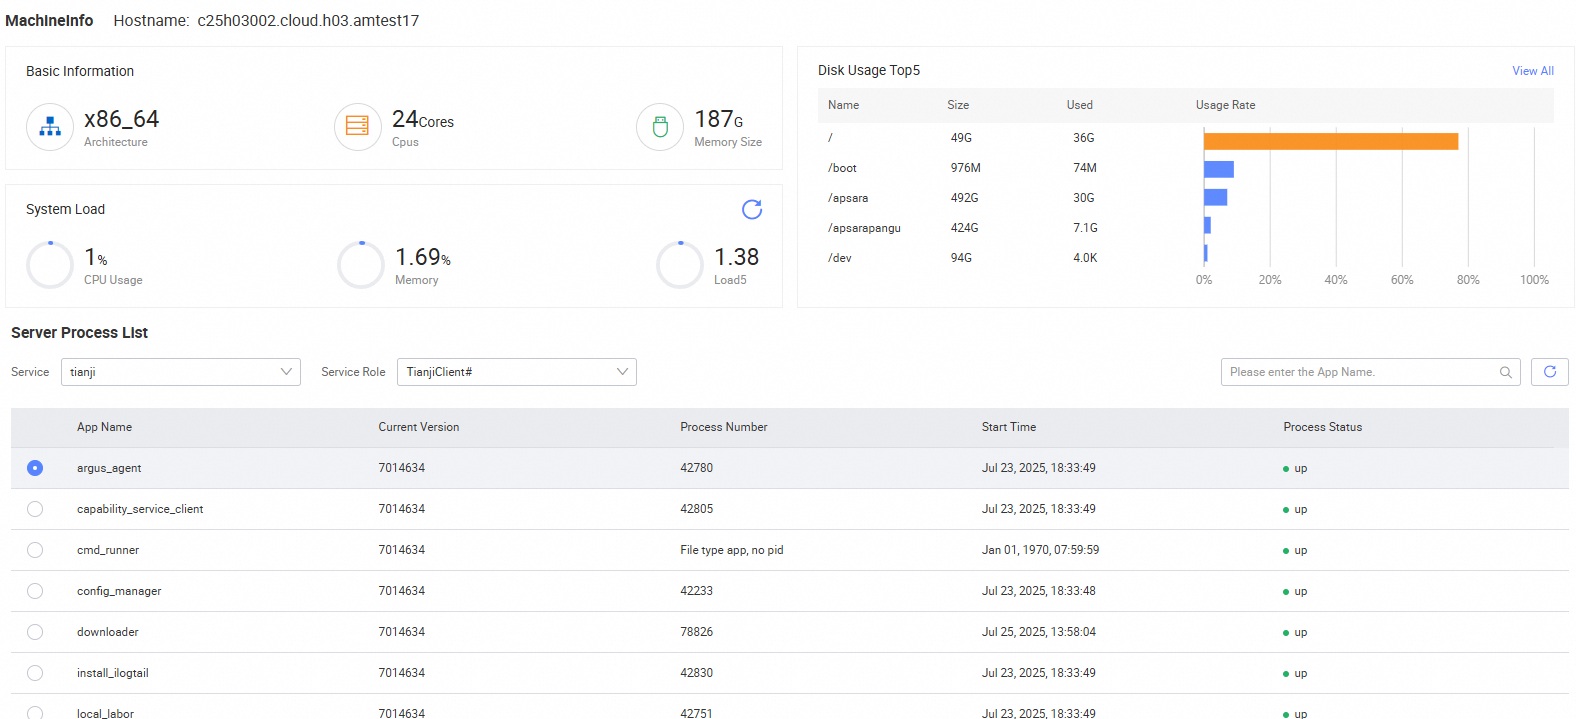 MachineInfo Hostname: c25h03002.cloud.h03.amtest17
Basic Information
x86_64
Architecture
24Cores
Cpus
187G
Memory Size
System Load
1%
CPU Usage
1.69%
Memory
1.38
Load5
Disk Usage Top5 View All
Name Size Used Usage Rate
/ 49G 36G
/boot 976M 74M
/apsara 492G 30G
/apsarapangu 424G 7.1G
/dev 94G 4.0K
0% 20% 40% 60% 80% 100%
Server Process List
Service tianji Service Role TianjiClient# Please enter the App Name.
App Name Current Version Process Number Start Time Process Status
argus_agent 7014634 42780 Jul 23, 2025, 18:33:49 up
capability_service_client 7014634 42805 Jul 23, 2025, 18:33:49 up
cmd_runner 7014634 File type app, no pid Jan 01, 1970, 07:59:59 up
config_manager 7014634 42233 Jul 23, 2025, 18:33:48 up
downloader 7014634 78826 Jul 25, 2025, 13:58:04 up
install_ilogtail 7014634 42830 Jul 23, 2025, 18:33:49 up
local_labor 7014634 42751 Jul 23, 2025, 18:33:49 up